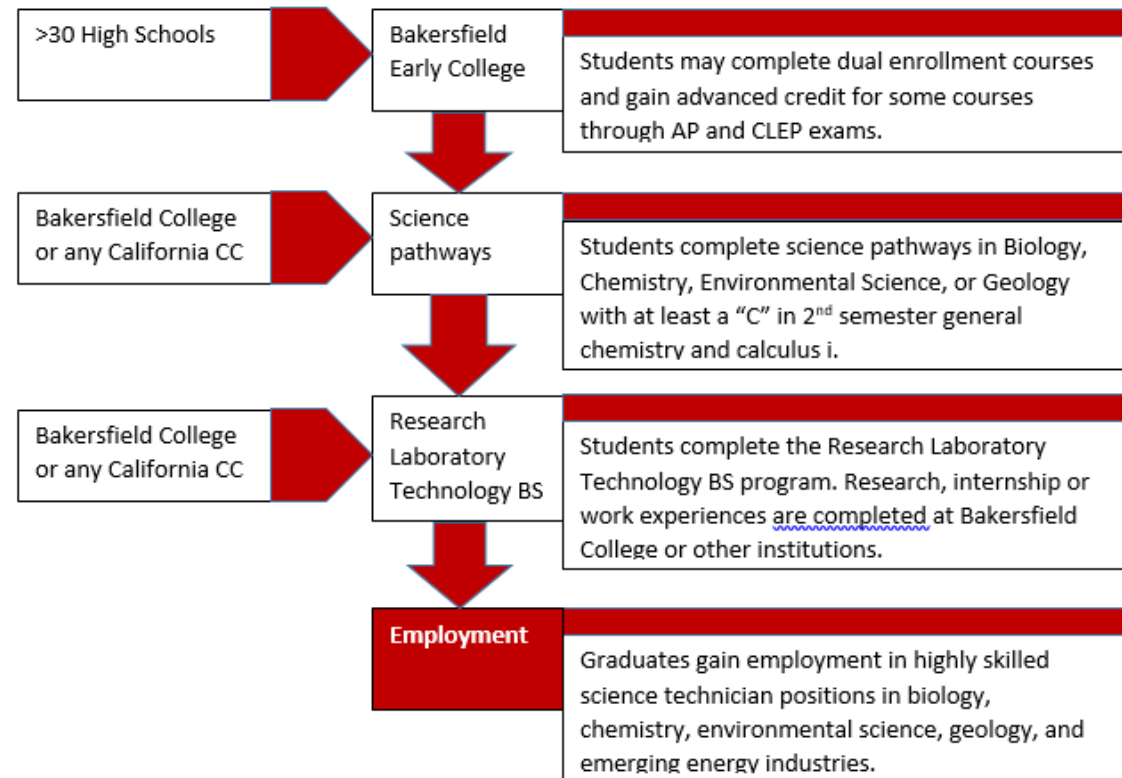 >30 High Schools
Bakersfield
Early College
Students may complete dual enrollment courses
and gain advanced credit for some courses
through AP and CLEP exams.
Bakersfield College
or any California CC
Science
pathways
Students complete science pathways in Biology,
Chemistry, Environmental Science, or Geology
with at least a “C” in 2nd semester general
chemistry and calculus i.
Bakersfield College
or any California CC
Research
Laboratory
Technology BS
Students complete the Research Laboratory
Technology BS program. Research, internship or
work experiences are completed at Bakersfield
College or other institutions.
Employment
Graduates gain employment in highly skilled
science technician positions in biology,
chemistry, environmental science, geology, and
emerging energy industries.